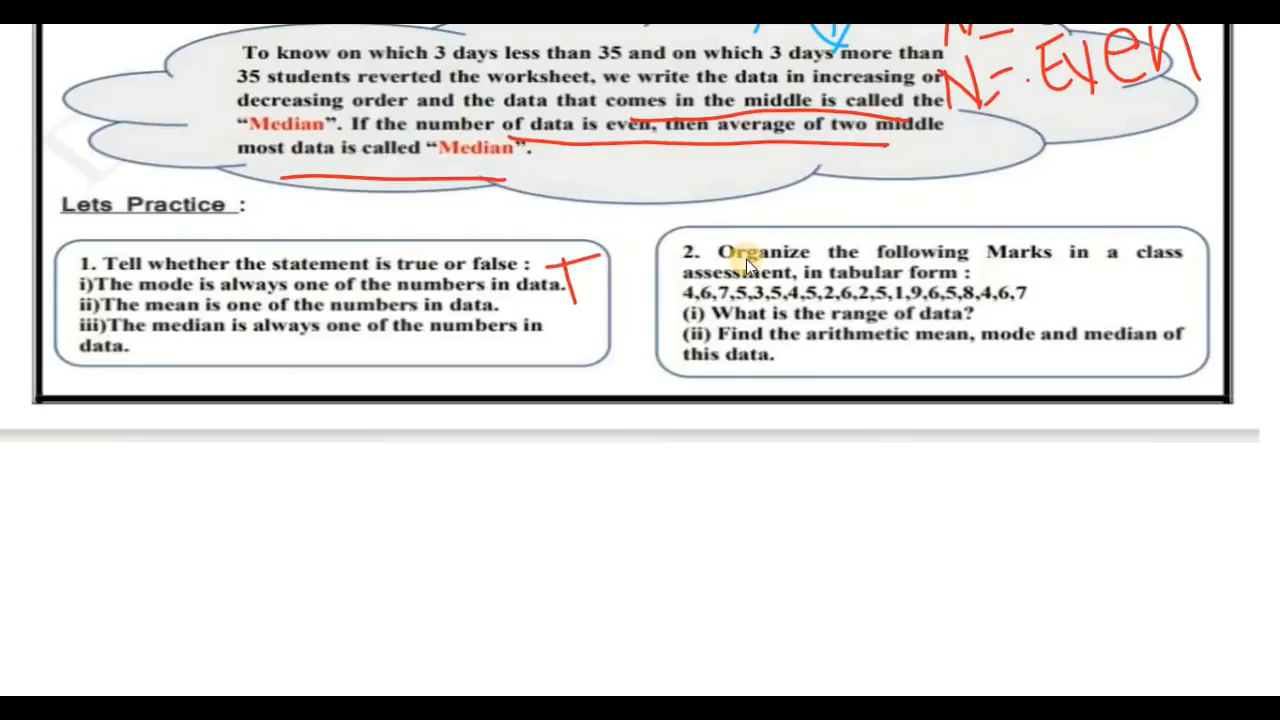 N=
N=. Even
To know on which 3 days less than 35 and on which 3 days more than
35 students reverted the worksheet, we write the data in increasing or
decreasing order and the data that comes in the middle is called the
“Median”. If the number of data is even, then average of two middle
most data is called “Median”.
Lets Practice :
1. Tell whether the statement is true or false :
i)The mode is always one of the numbers in data. T
ii)The mean is one of the numbers in data.
iii)The median is always one of the numbers in
data.
2. Organize the following Marks in a class
assessment, in tabular form :
4,6,7,5,3,5,4,5,2,6,2,5,1,9,6,5,8,4,6,7
(i) What is the range of data?
(ii) Find the arithmetic mean, mode and median of
this data.